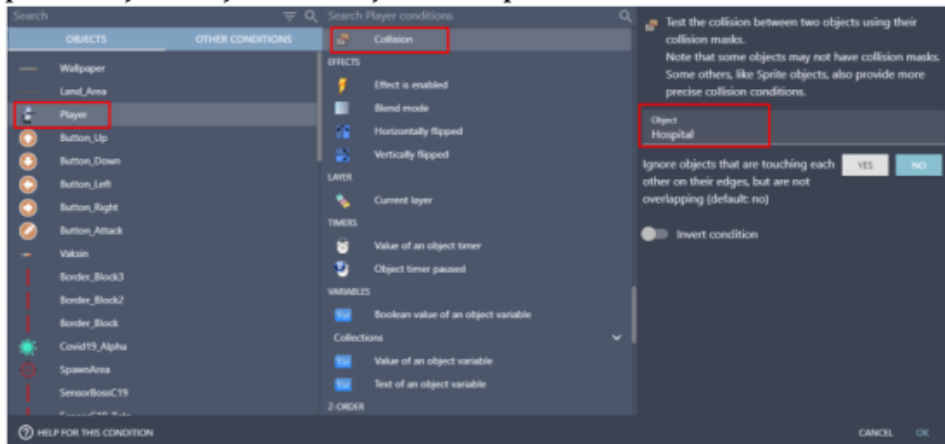 Search
OBJECTS
OTHER CONDITIONS
Wallpaper
Land_Area
Player
Button_Up
Button_Down
Button_Left
Button_Right
Button_Attack
Vaksin
Border_Block3
Border_Block2
Border_Block
Covid19_Alpha
SpawnArea
SensorBossC19
HELP FOR THIS CONDITION
Search Player conditions
Collision
EFFECTS
Effect is enabled
Blend mode
Horizontally flipped
Vertically flipped
LAYER
Current layer
TIMERS
Value of an object timer
Object timer paused
VARIABLES
Boolean value of an object variable
Collections
Value of an object variable
Text of an object variable
Z-ORDER
Test the collision between two objects using their
collision masks.
Note that some objects may not have collision masks.
Some others, like Sprite objects, also provide more
precise collision conditions.
Object
Hospital
Ignore objects that are touching each
other on their edges, but are not
overlapping (default: no)
YES
NO
Invert condition
CANCEL
OK